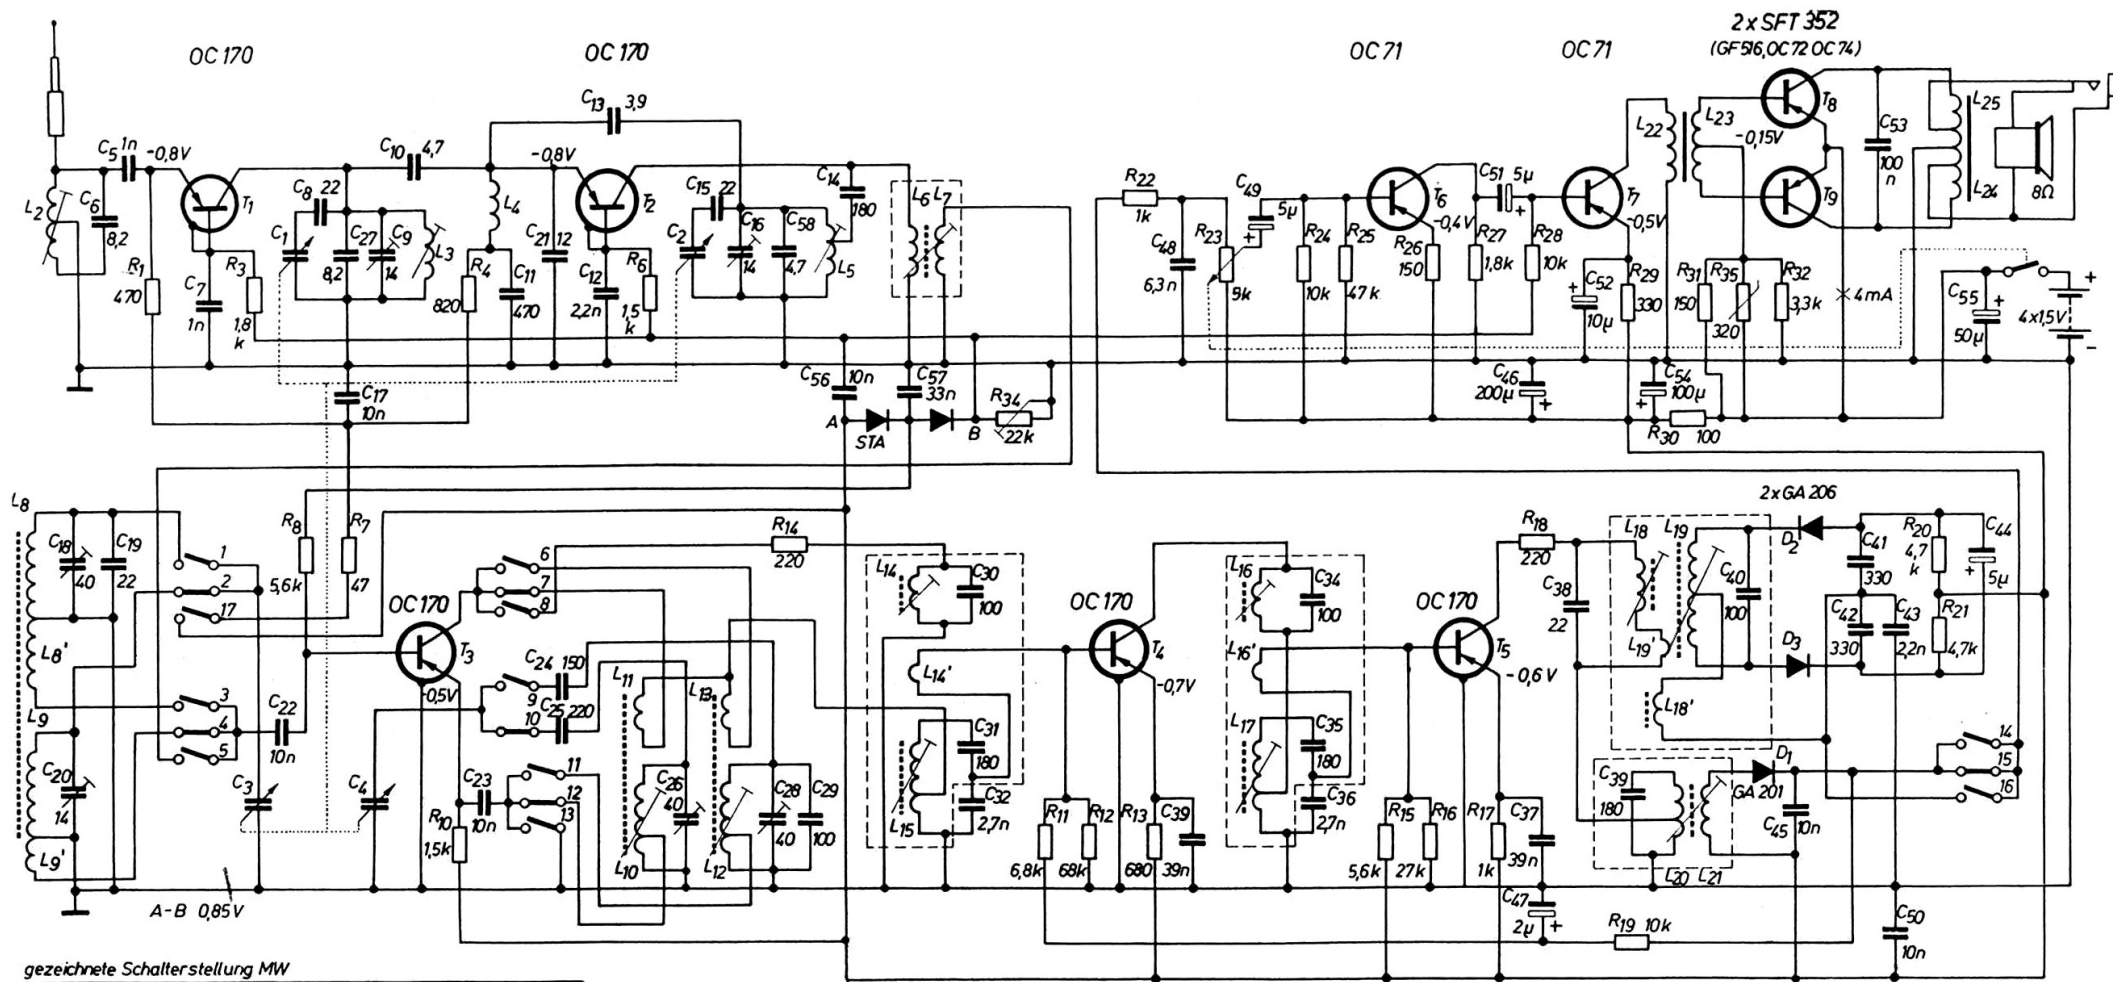 OC 170
OC 170
OC 71
OC 71
2 x SFT 352
(GF 516, OC 72 OC 74)
C13 3,9
C5 1n
-0,8V
C10 4,7
-0,8V
C14
180
L2
C6
8,2
T1
C8 22
C1
C27
8,2
C9
14
L3
L4
C21 12
T2
C15 22
C2
C16
14
C58
4,7
L5
L6
L7
R1
470
C7
1n
R3
1,8
k
R4
820
C11
470
C12
2,2n
R6
1,5
k
C17
10n
C56
10n
C57
33n
R34
22k
A
STA
B
R22
1k
C48
6,3n
R23
5k
C49
5µ
+
R24
10k
R25
47k
T6
-0,4V
R26
150
R27
1,8k
C51
5µ
+
R28
10k
T7
-0,5V
C52
+
10µ
R29
330
L22
L23
-0,15V
T8
T9
C53
100
n
L25
L24
8Ω
R31
150
R35
320
R32
3,3k
4mA
C55
+
50µ
4x1,5V
+
-
C46
200µ
+
C54
100µ
+
R30 100
L8
C18
40
C19
22
L8'
L9
C20
14
L9'
1
2
17
3
4
5
R8
5,6k
R7
47
C22
10n
C3
C4
OC 170
T3
-0,5V
6
7
8
C24 150
9
C25 220
10
R10
1,5k
C23
10n
11
12
13
L11
L13
C26
40
L10
L12
C28
40
C29
100
R14
220
L14
C30
100
L14'
C31
180
L15
C32
2,7n
OC 170
T4
-0,7V
R11
6,8k
R12
68k
R13
680
C39
39n
L16
C34
100
L16'
L17
C35
180
C36
2,7n
OC 170
T5
-0,6V
R15
5,6k
R16
27k
R17
1k
C37
39n
C47
2µ
+
R18
220
C38
22
L18
L19
L19'
L18'
C40
100
2 x GA 206
D2
D3
C41
330
C42
330
C43
2,2n
R20
4,7
k
C44
+
5µ
R21
4,7k
C39
180
L20
L21
D1
GA 201
C45
10n
14
15
16
R19 10k
C50
10n
A-B 0,85V
gezeichnete Schalterstellung MW